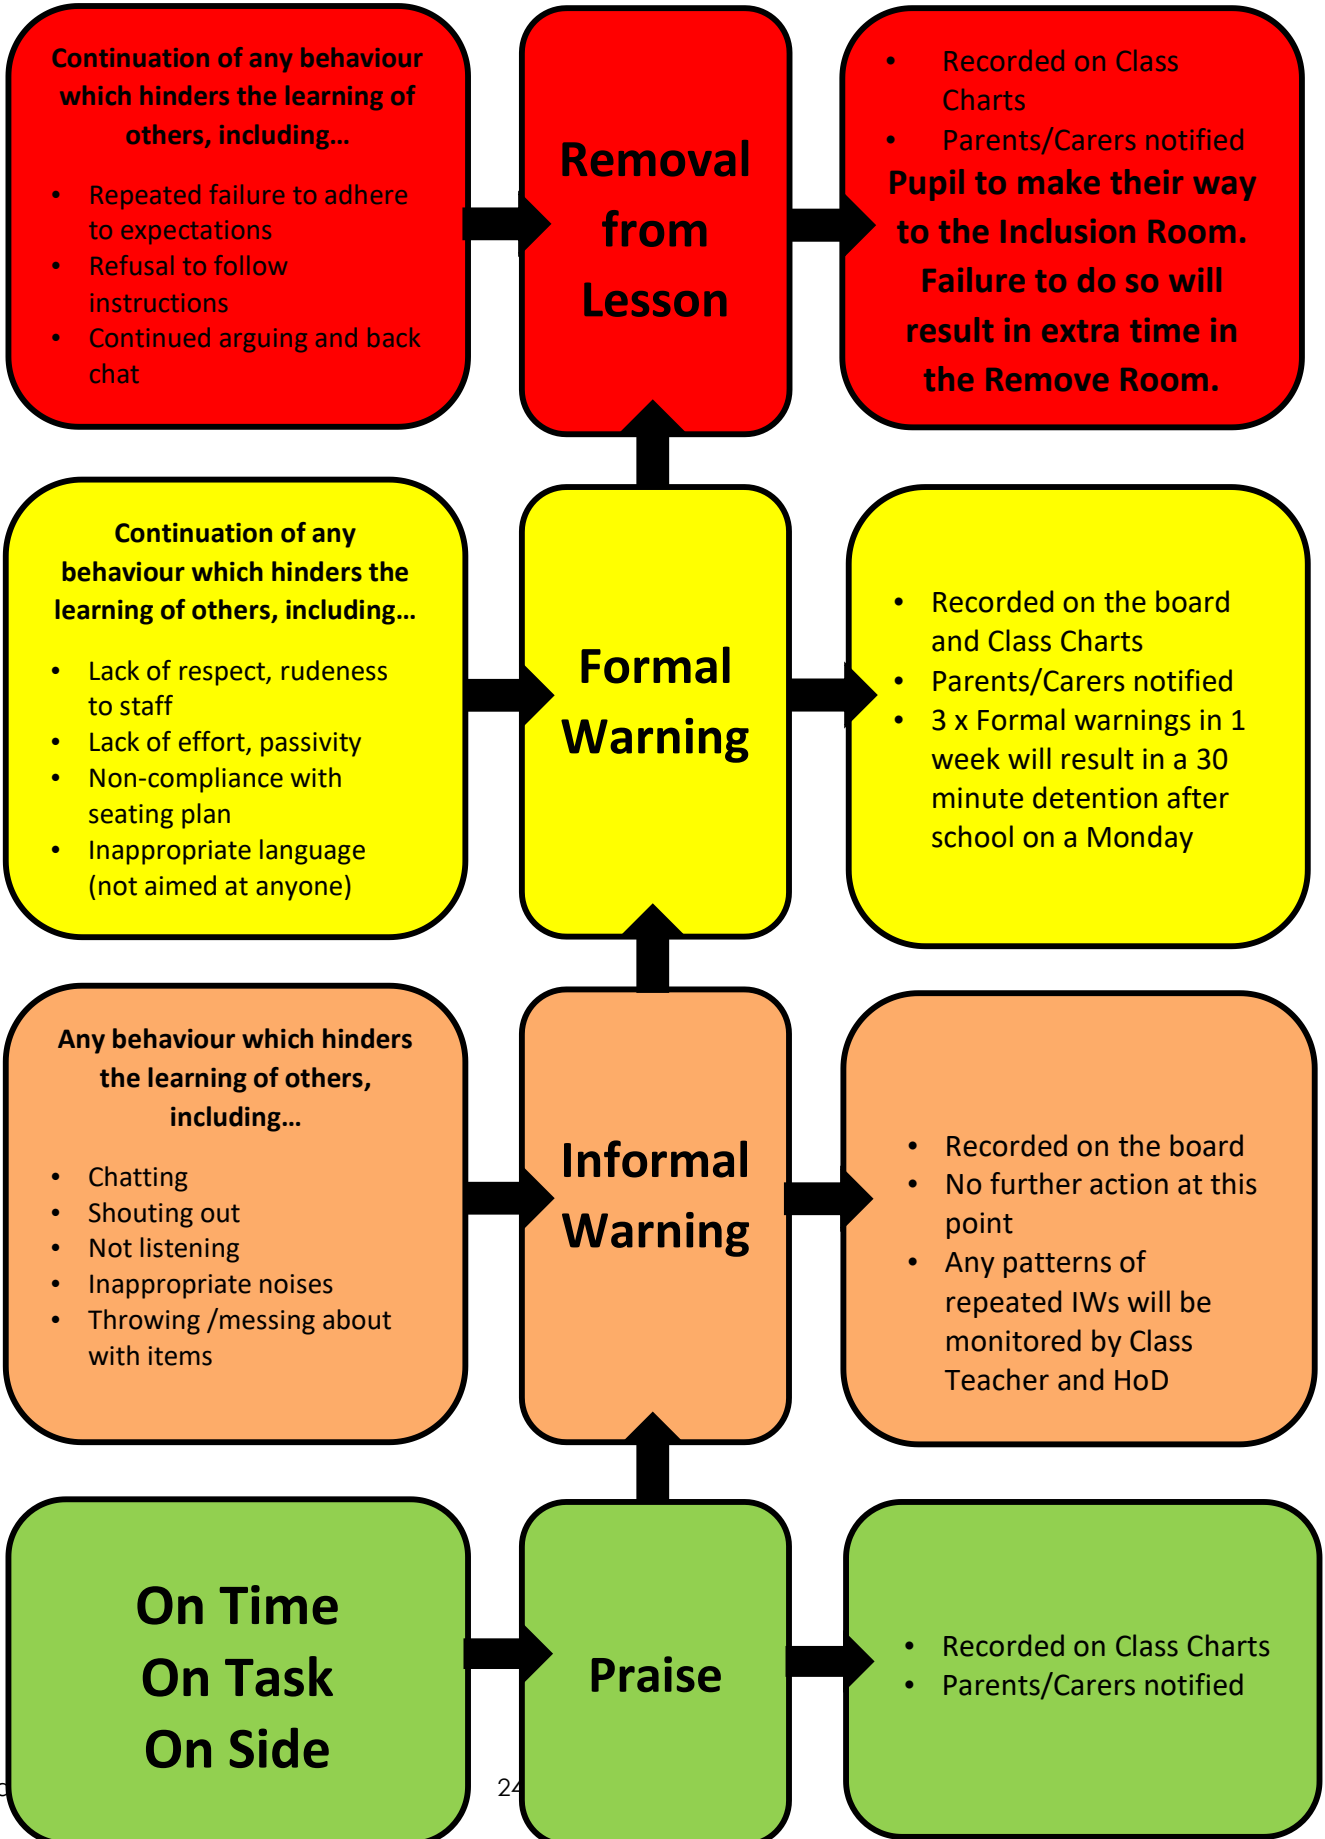 Continuation of any behaviour
which hinders the learning of
others, including…
• Repeated failure to adhere
to expectations
• Refusal to follow
instructions
• Continued arguing and back
chat
Removal
from
Lesson
• Recorded on Class
Charts
• Parents/Carers notified
Pupil to make their way
to the Inclusion Room.
Failure to do so will
result in extra time in
the Remove Room.
Continuation of any
behaviour which hinders the
learning of others, including…
• Lack of respect, rudeness
to staff
• Lack of effort, passivity
• Non-compliance with
seating plan
• Inappropriate language
(not aimed at anyone)
Formal
Warning
• Recorded on the board
and Class Charts
• Parents/Carers notified
• 3 x Formal warnings in 1
week will result in a 30
minute detention after
school on a Monday
Any behaviour which hinders
the learning of others,
including…
• Chatting
• Shouting out
• Not listening
• Inappropriate noises
• Throwing /messing about
with items
Informal
Warning
• Recorded on the board
• No further action at this
point
• Any patterns of
repeated IWs will be
monitored by Class
Teacher and HoD
On Time
On Task
On Side
Praise
• Recorded on Class Charts
• Parents/Carers notified
24